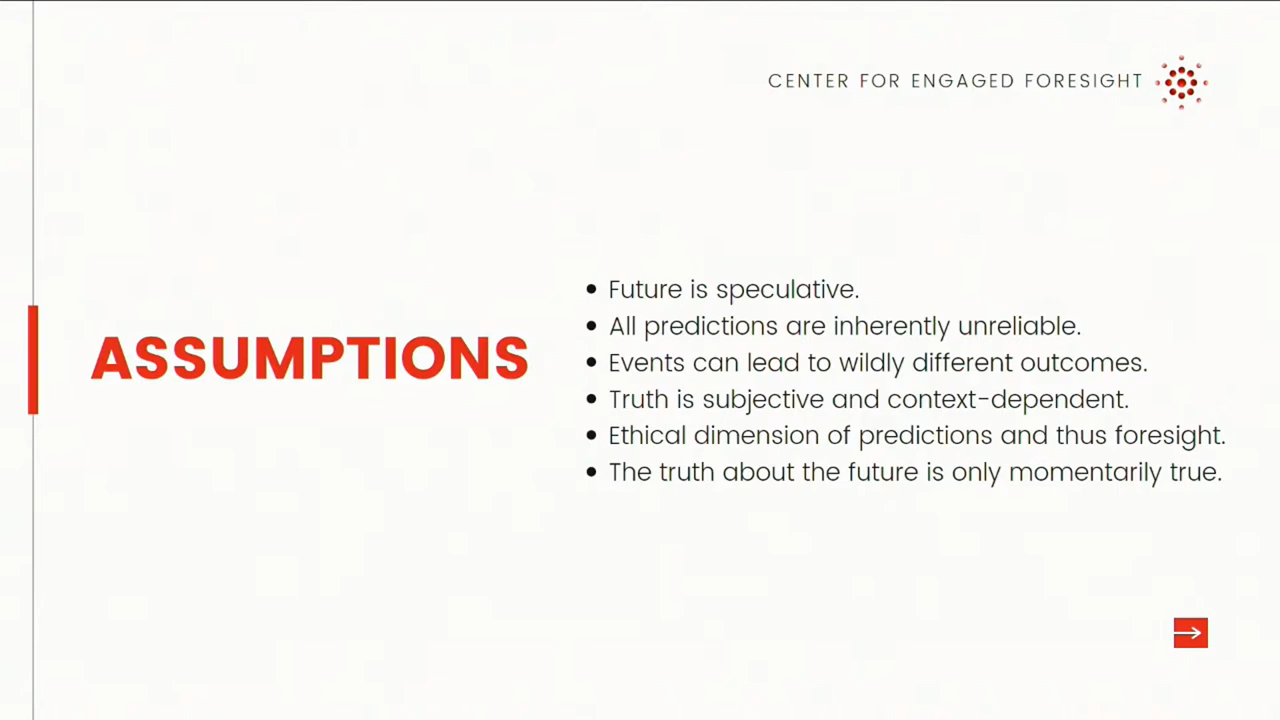 CENTER FOR ENGAGED FORESIGHT
ASSUMPTIONS
• Future is speculative.
• All predictions are inherently unreliable.
• Events can lead to wildly different outcomes.
• Truth is subjective and context-dependent.
• Ethical dimension of predictions and thus foresight.
• The truth about the future is only momentarily true.